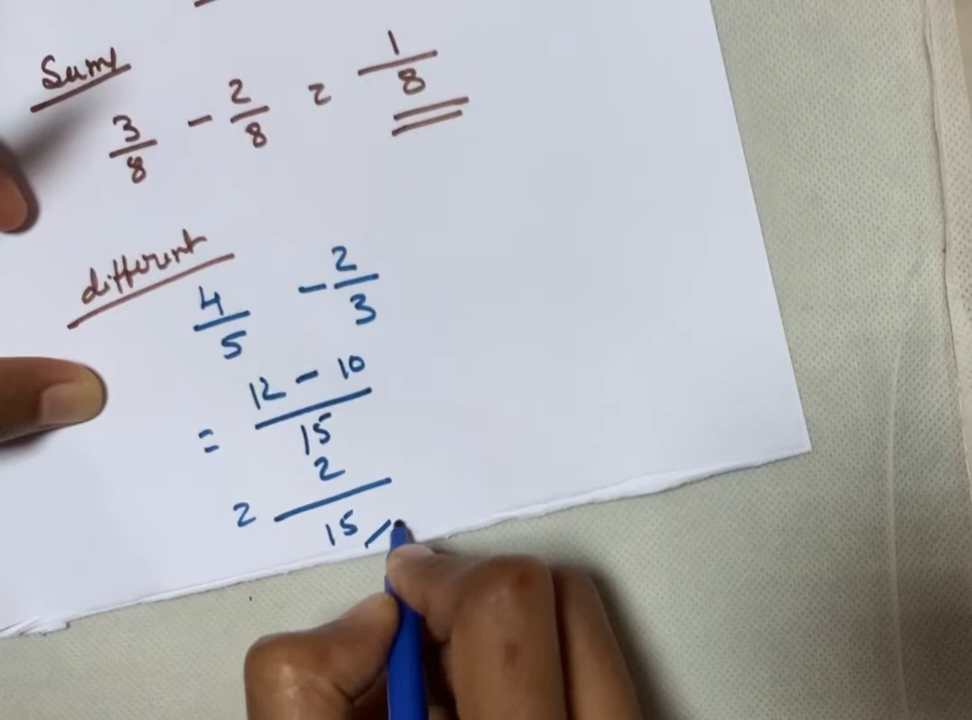 Sum
3/8 - 2/8 = 1/8
different
4/5 - 2/3
= 12 - 10 / 15
= 2/15